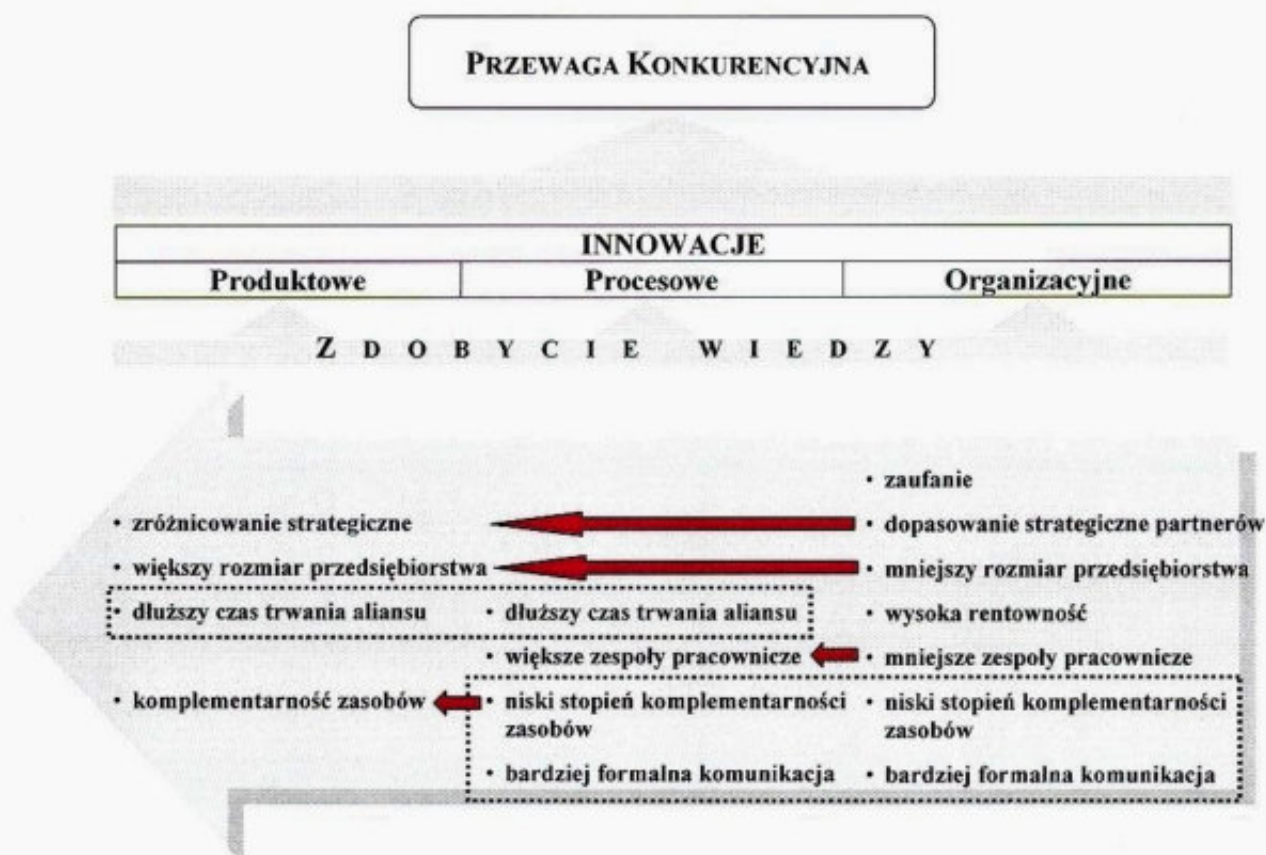 PRZEWAGA KONKURENCYJNA
INNOWACJE
Produktowe
Procesowe
Organizacyjne
ZDOBYCIE WIEDZY
• zaufanie
• zróżnicowanie strategiczne
• dopasowanie strategiczne partnerów
• większy rozmiar przedsiębiorstwa
• mniejszy rozmiar przedsiębiorstwa
• dłuższy czas trwania aliansu
• dłuższy czas trwania aliansu
• wysoka rentowność
• większe zespoły pracownicze
• mniejsze zespoły pracownicze
• komplementarność zasobów
• niski stopień komplementarności
zasobów
• niski stopień komplementarności
zasobów
• bardziej formalna komunikacja
• bardziej formalna komunikacja